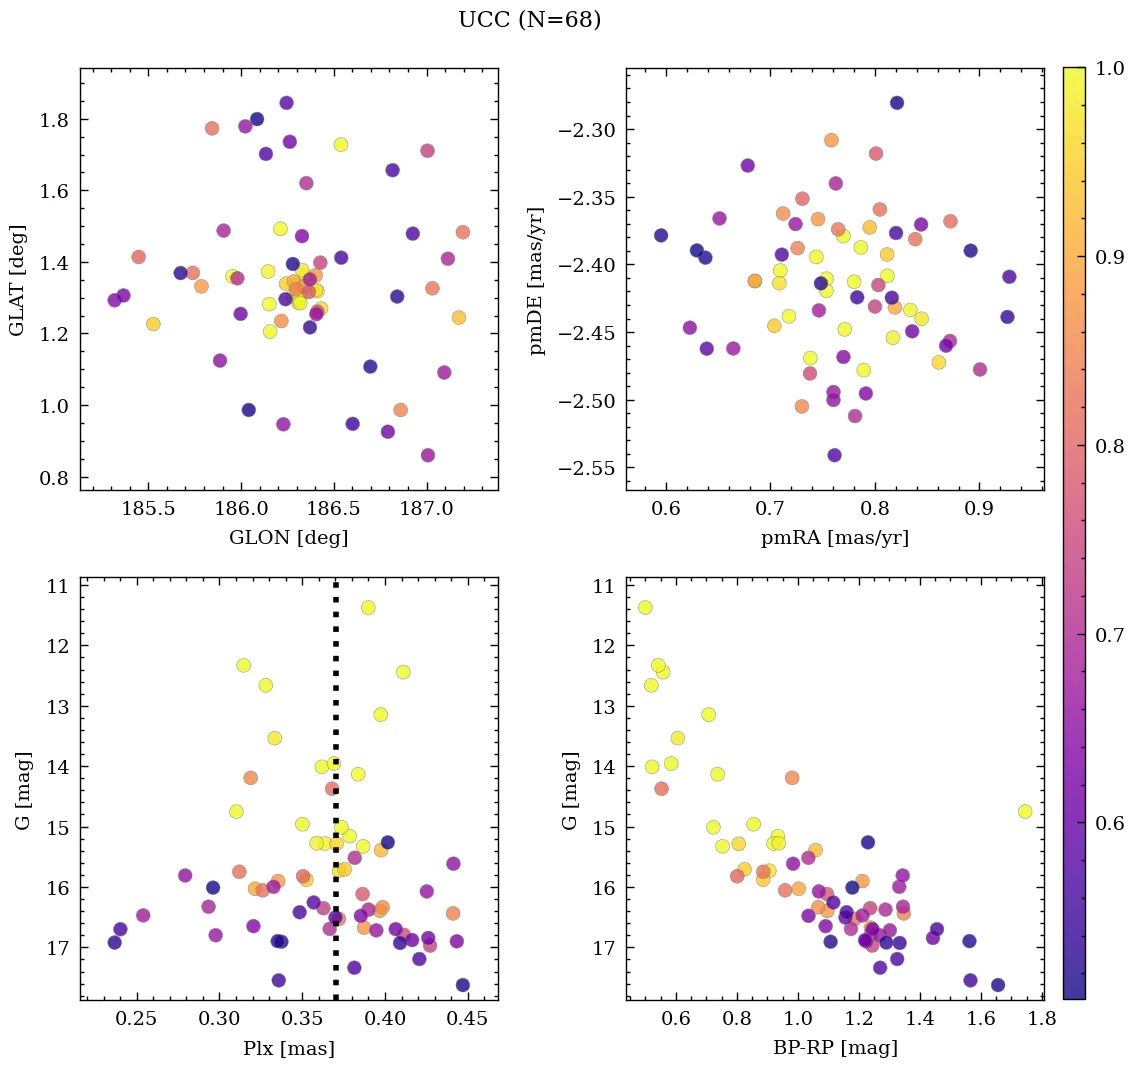 UCC (N=68)
1.8
1.6
1.4
1.2
1.0
0.8
GLAT [deg]
185.5 186.0 186.5 187.0
GLON [deg]
−2.30
−2.35
−2.40
−2.45
−2.50
−2.55
pmDE [mas/yr]
0.6 0.7 0.8 0.9
pmRA [mas/yr]
1.0
0.9
0.8
0.7
0.6
11
12
13
14
15
16
17
G [mag]
0.25 0.30 0.35 0.40 0.45
Plx [mas]
11
12
13
14
15
16
17
G [mag]
0.6 0.8 1.0 1.2 1.4 1.6 1.8
BP-RP [mag]